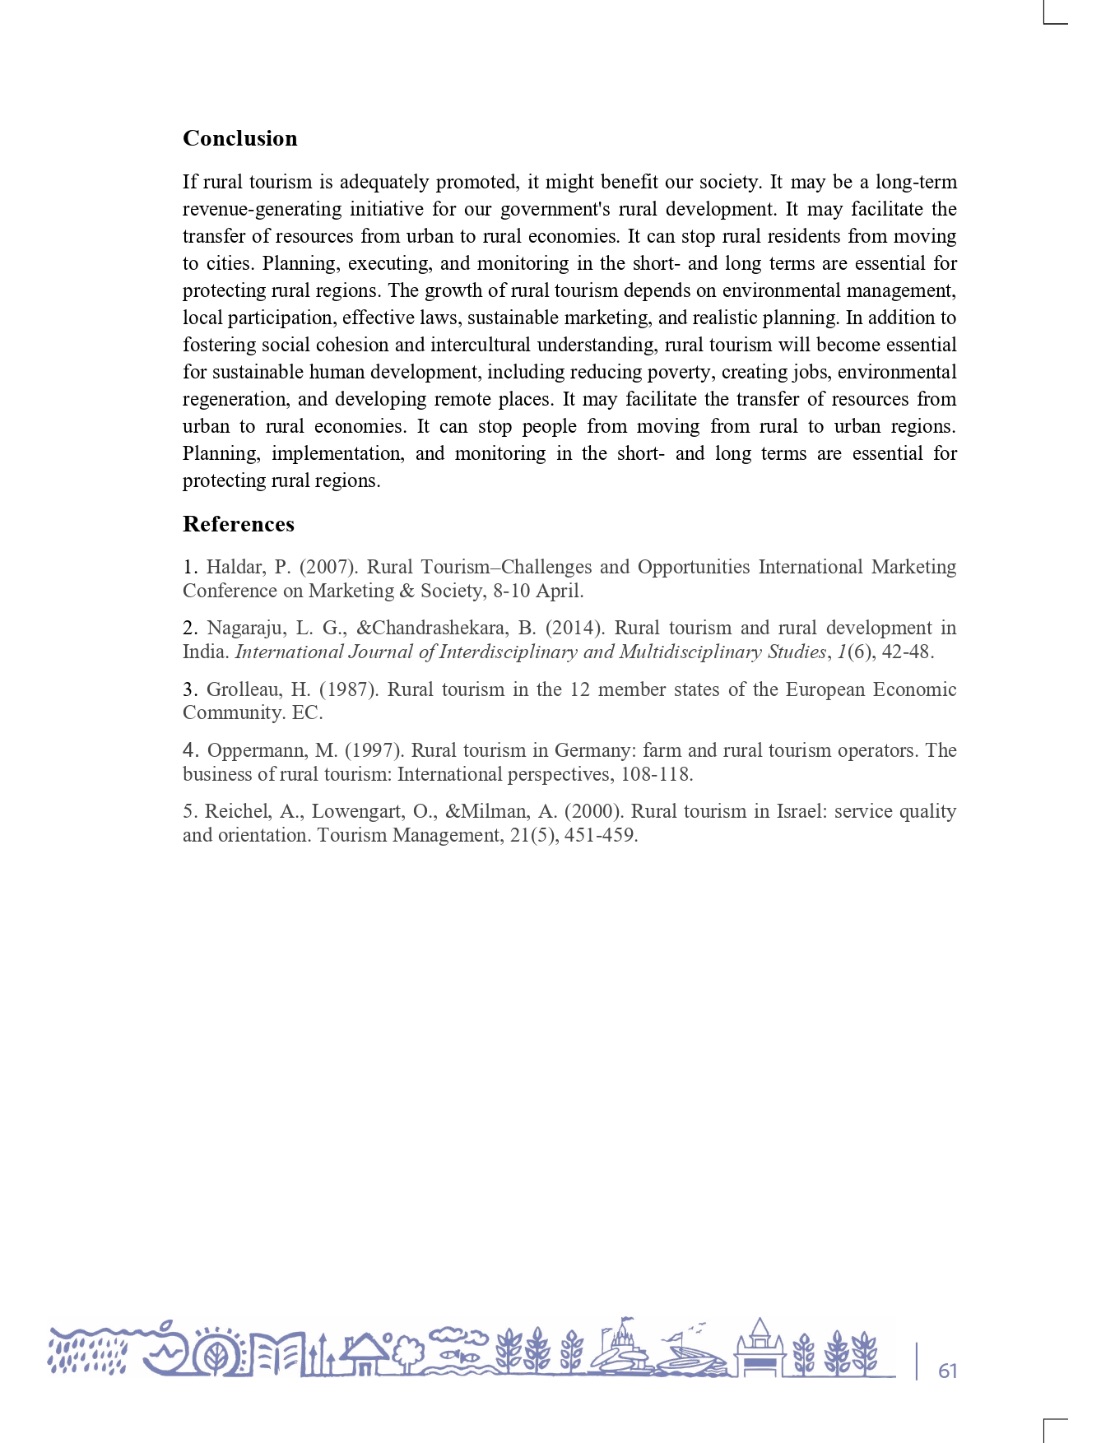 Conclusion
If rural tourism is adequately promoted, it might benefit our society. It may be a long-term
revenue-generating initiative for our government's rural development. It may facilitate the
transfer of resources from urban to rural economies. It can stop rural residents from moving
to cities. Planning, executing, and monitoring in the short- and long terms are essential for
protecting rural regions. The growth of rural tourism depends on environmental management,
local participation, effective laws, sustainable marketing, and realistic planning. In addition to
fostering social cohesion and intercultural understanding, rural tourism will become essential
for sustainable human development, including reducing poverty, creating jobs, environmental
regeneration, and developing remote places. It may facilitate the transfer of resources from
urban to rural economies. It can stop people from moving from rural to urban regions.
Planning, implementation, and monitoring in the short- and long terms are essential for
protecting rural regions.
References
1. Haldar, P. (2007). Rural Tourism–Challenges and Opportunities International Marketing
Conference on Marketing & Society, 8-10 April.
2. Nagaraju, L. G., &Chandrashekara, B. (2014). Rural tourism and rural development in
India. International Journal of Interdisciplinary and Multidisciplinary Studies, 1(6), 42-48.
3. Grolleau, H. (1987). Rural tourism in the 12 member states of the European Economic
Community. EC.
4. Oppermann, M. (1997). Rural tourism in Germany: farm and rural tourism operators. The
business of rural tourism: International perspectives, 108-118.
5. Reichel, A., Lowengart, O., &Milman, A. (2000). Rural tourism in Israel: service quality
and orientation. Tourism Management, 21(5), 451-459.
61